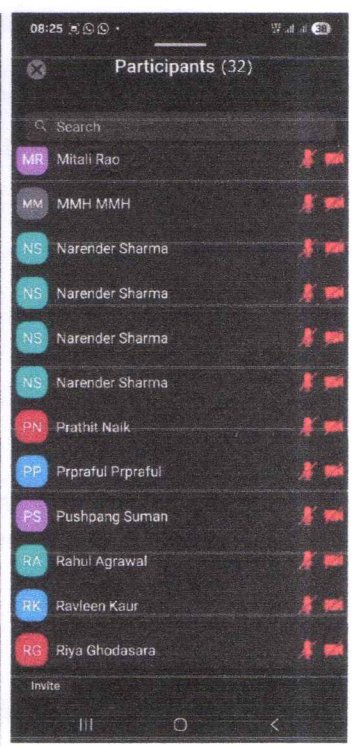 08:25
38
Participants (32)
Search
MR Mitali Rao
MM MMH MMH
NS Narender Sharma
NS Narender Sharma
NS Narender Sharma
NS Narender Sharma
PN Prathit Naik
PP Prpraful Prpraful
PS Pushpang Suman
RA Rahul Agrawal
RK Ravleen Kaur
RG Riya Ghodasara
Invite